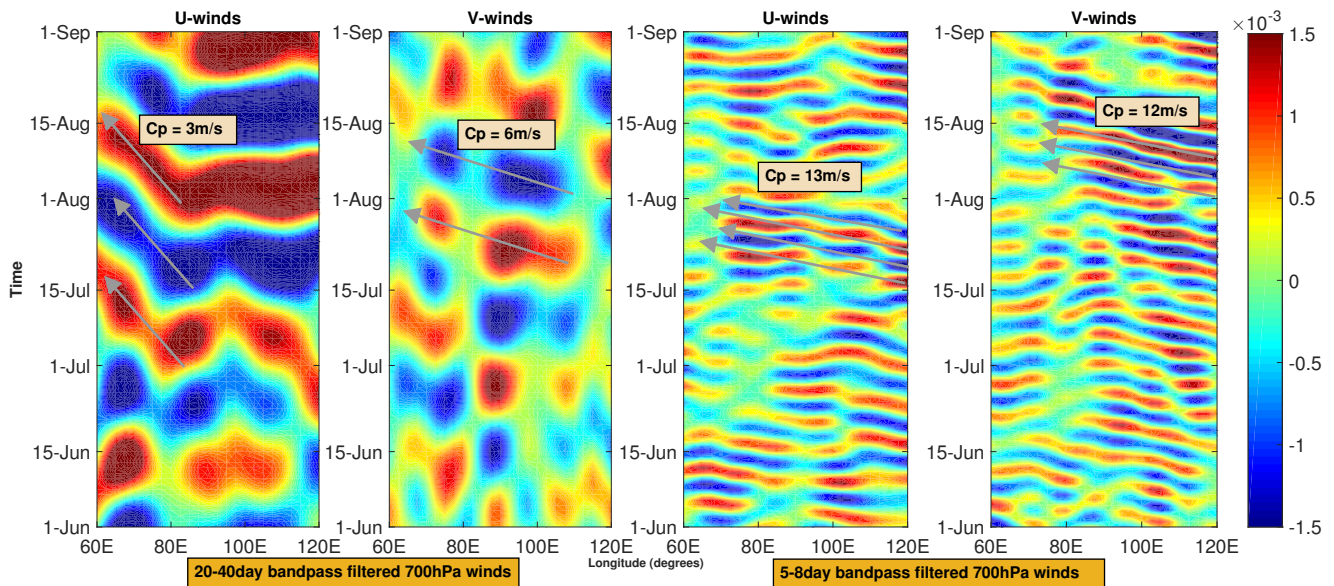 U-winds
V-winds
U-winds
V-winds
×10⁻³
1-Sep
15-Aug
1-Aug
15-Jul
1-Jul
15-Jun
1-Jun
Time
60E
80E
100E
120E
Cp = 3m/s
1-Sep
15-Aug
1-Aug
15-Jul
1-Jul
15-Jun
1-Jun
60E
80E
100E
120E
Cp = 6m/s
1-Sep
15-Aug
1-Aug
15-Jul
1-Jul
15-Jun
1-Jun
60E
80E
100E
120E
Cp = 13m/s
1-Sep
15-Aug
1-Aug
15-Jul
1-Jul
15-Jun
1-Jun
60E
80E
100E
120E
Cp = 12m/s
1.5
1
0.5
0
-0.5
-1
-1.5
Longitude (degrees)
20-40day bandpass filtered 700hPa winds
5-8day bandpass filtered 700hPa winds